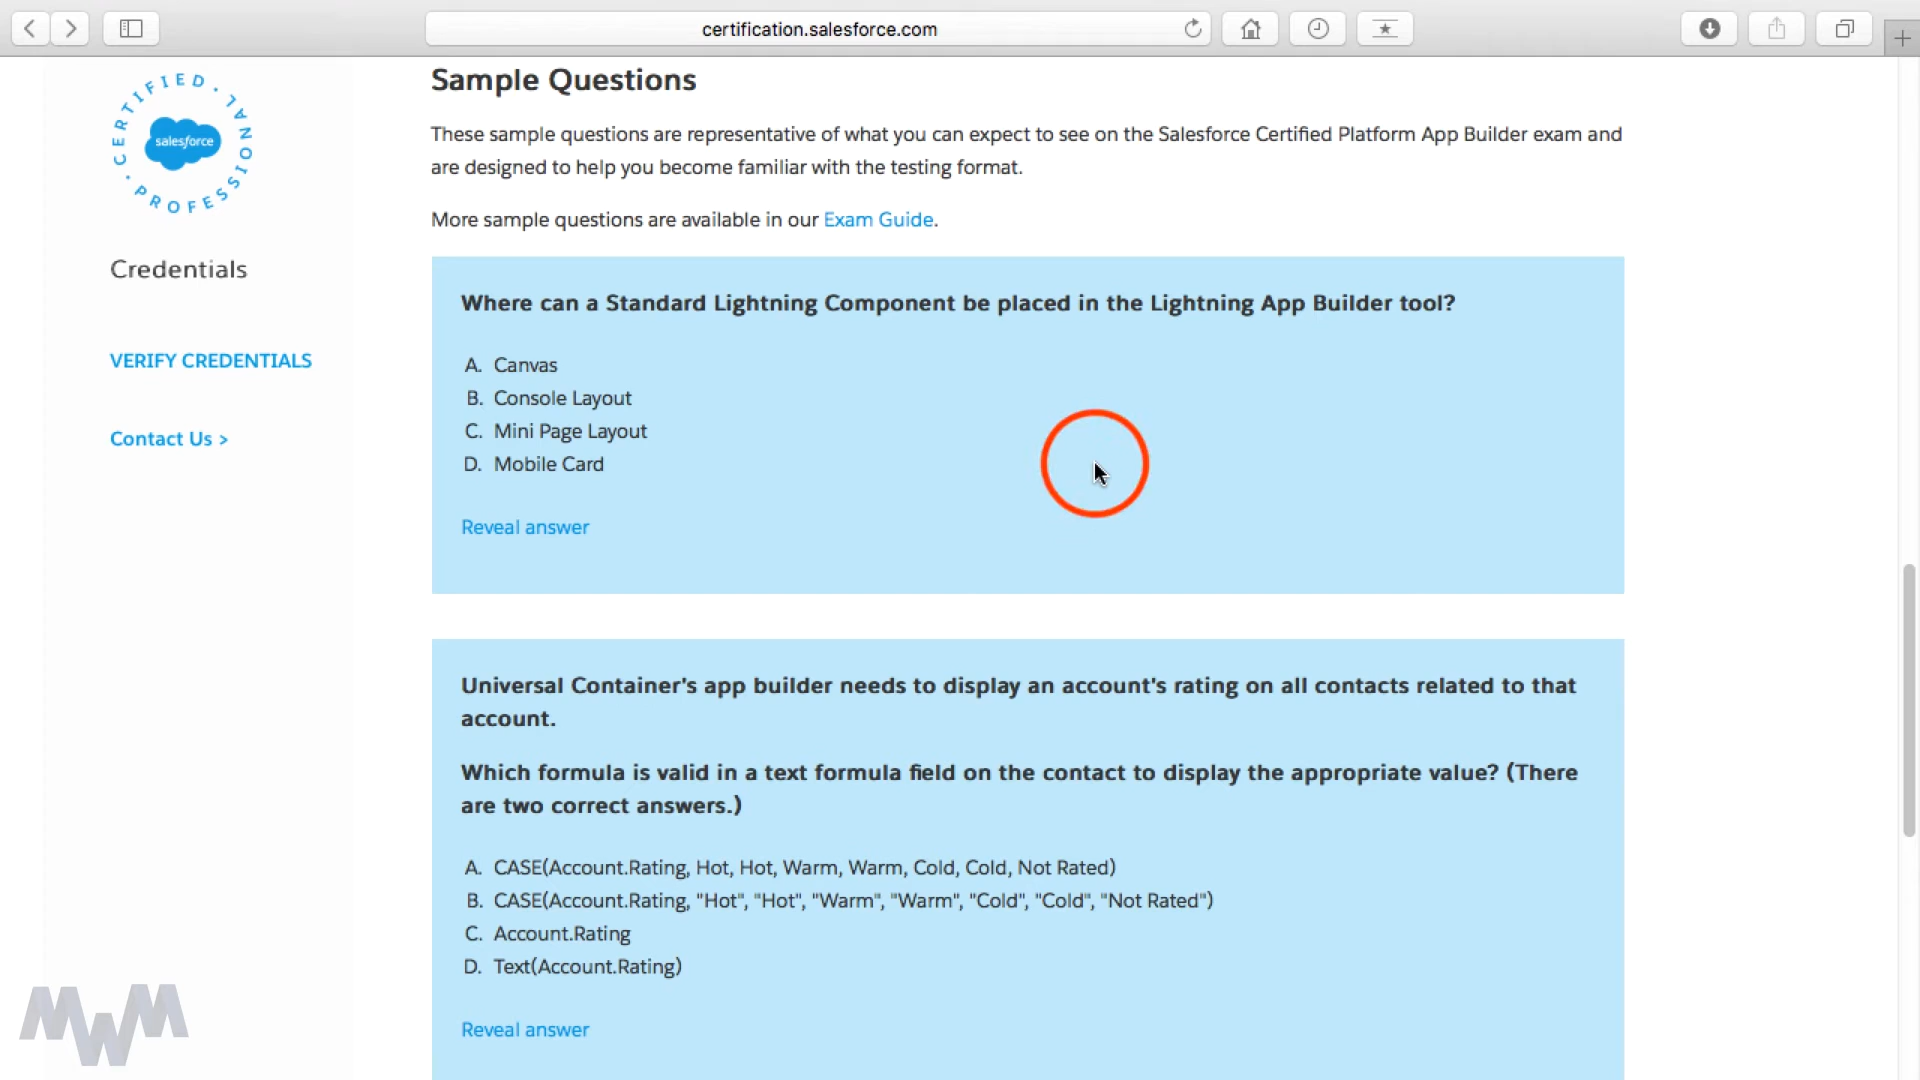 certification.salesforce.com
CERTIFIED · PROFESSIONAL ·
salesforce
Credentials
VERIFY CREDENTIALS
Contact Us >
Sample Questions
These sample questions are representative of what you can expect to see on the Salesforce Certified Platform App Builder exam and
are designed to help you become familiar with the testing format.
More sample questions are available in our Exam Guide.
Where can a Standard Lightning Component be placed in the Lightning App Builder tool?
A. Canvas
B. Console Layout
C. Mini Page Layout
D. Mobile Card
Reveal answer
Universal Container's app builder needs to display an account's rating on all contacts related to that
account.
Which formula is valid in a text formula field on the contact to display the appropriate value? (There
are two correct answers.)
A. CASE(Account.Rating, Hot, Hot, Warm, Warm, Cold, Cold, Not Rated)
B. CASE(Account.Rating, "Hot", "Hot", "Warm", "Warm", "Cold", "Cold", "Not Rated")
C. Account.Rating
D. Text(Account.Rating)
Reveal answer
MWM